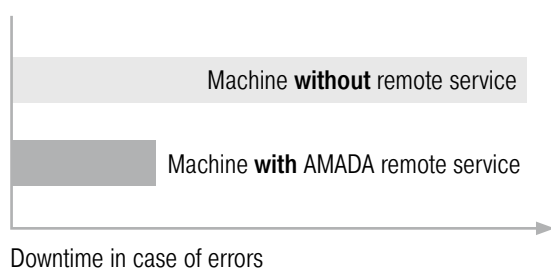 Machine without remote service
Machine with AMADA remote service
Downtime in case of errors